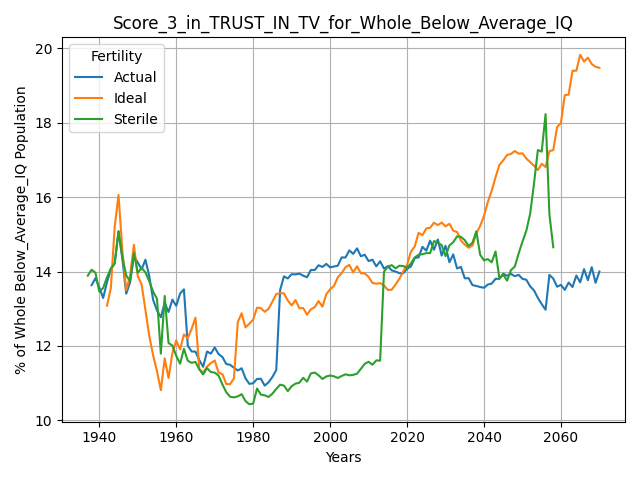 Score_3_in_TRUST_IN_TV_for_Whole_Below_Average_IQ
% of Whole Below_Average_IQ Population
20
18
16
14
12
10
Fertility
Actual
Ideal
Sterile
1940 1960 1980 2000 2020 2040 2060
Years